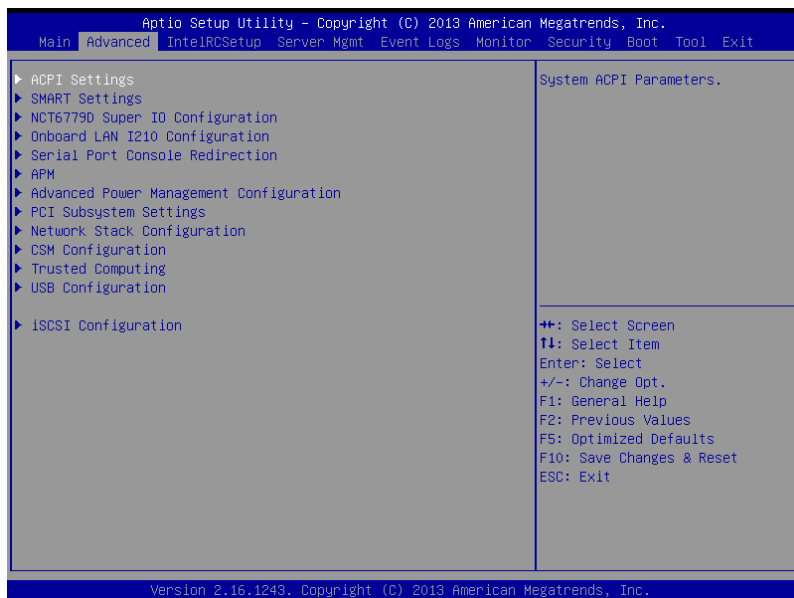 Aptio Setup Utility – Copyright (C) 2013 American Megatrends, Inc.
Main Advanced IntelRCSetup Server Mgmt Event Logs Monitor Security Boot Tool Exit
ACPI Settings
SMART Settings
NCT6779D Super IO Configuration
Onboard LAN I210 Configuration
Serial Port Console Redirection
APM
Advanced Power Management Configuration
PCI Subsystem Settings
Network Stack Configuration
CSM Configuration
Trusted Computing
USB Configuration
iSCSI Configuration
System ACPI Parameters.
→←: Select Screen
↑↓: Select Item
Enter: Select
+/-: Change Opt.
F1: General Help
F2: Previous Values
F5: Optimized Defaults
F10: Save Changes & Reset
ESC: Exit
Version 2.16.1243. Copyright (C) 2013 American Megatrends, Inc.